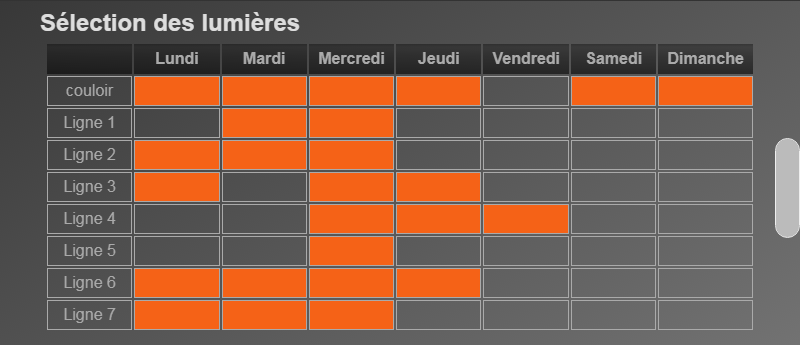 Sélection des lumières
Lundi Mardi Mercredi Jeudi Vendredi Samedi Dimanche
couloir
Ligne 1
Ligne 2
Ligne 3
Ligne 4
Ligne 5
Ligne 6
Ligne 7